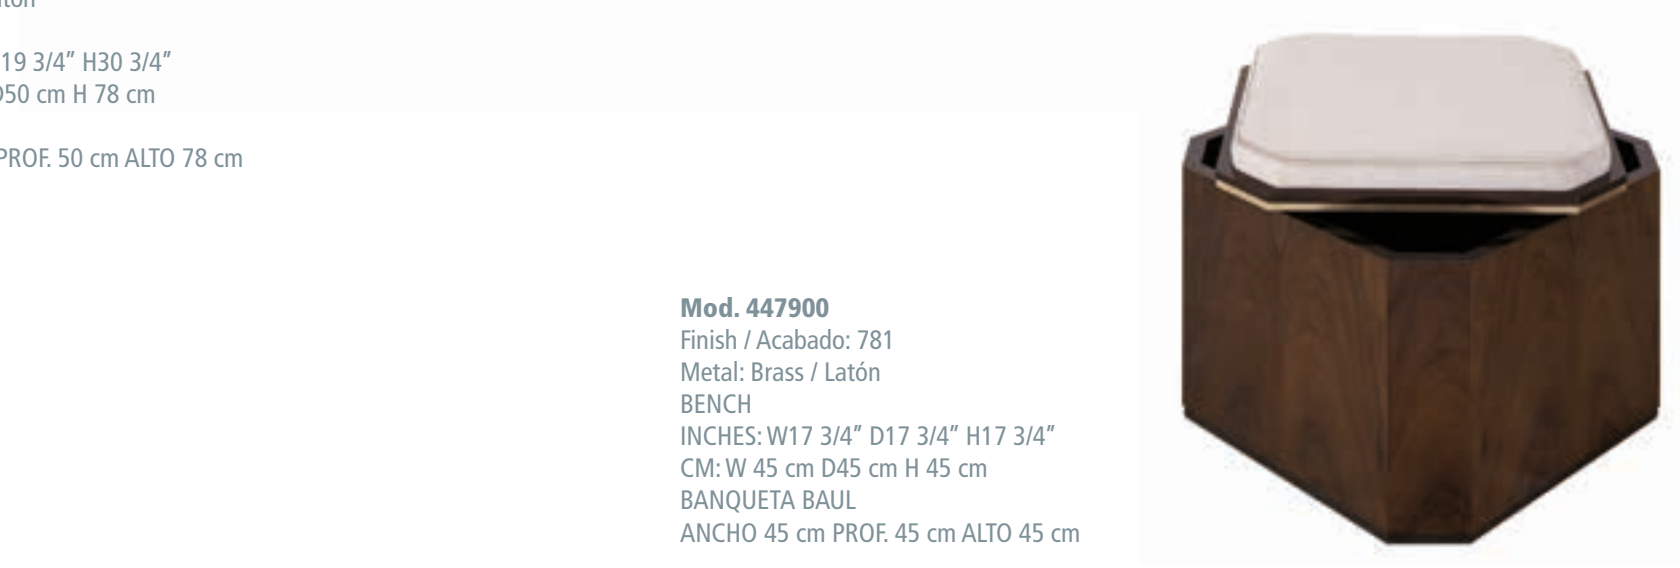 19 3/4” H30 3/4”
50 cm H 78 cm
PROF. 50 cm ALTO 78 cm
Mod. 447900
Finish / Acabado: 781
Metal: Brass / Latón
BENCH
INCHES: W17 3/4” D17 3/4” H17 3/4”
CM: W 45 cm D45 cm H 45 cm
BANQUETA BAUL
ANCHO 45 cm PROF. 45 cm ALTO 45 cm